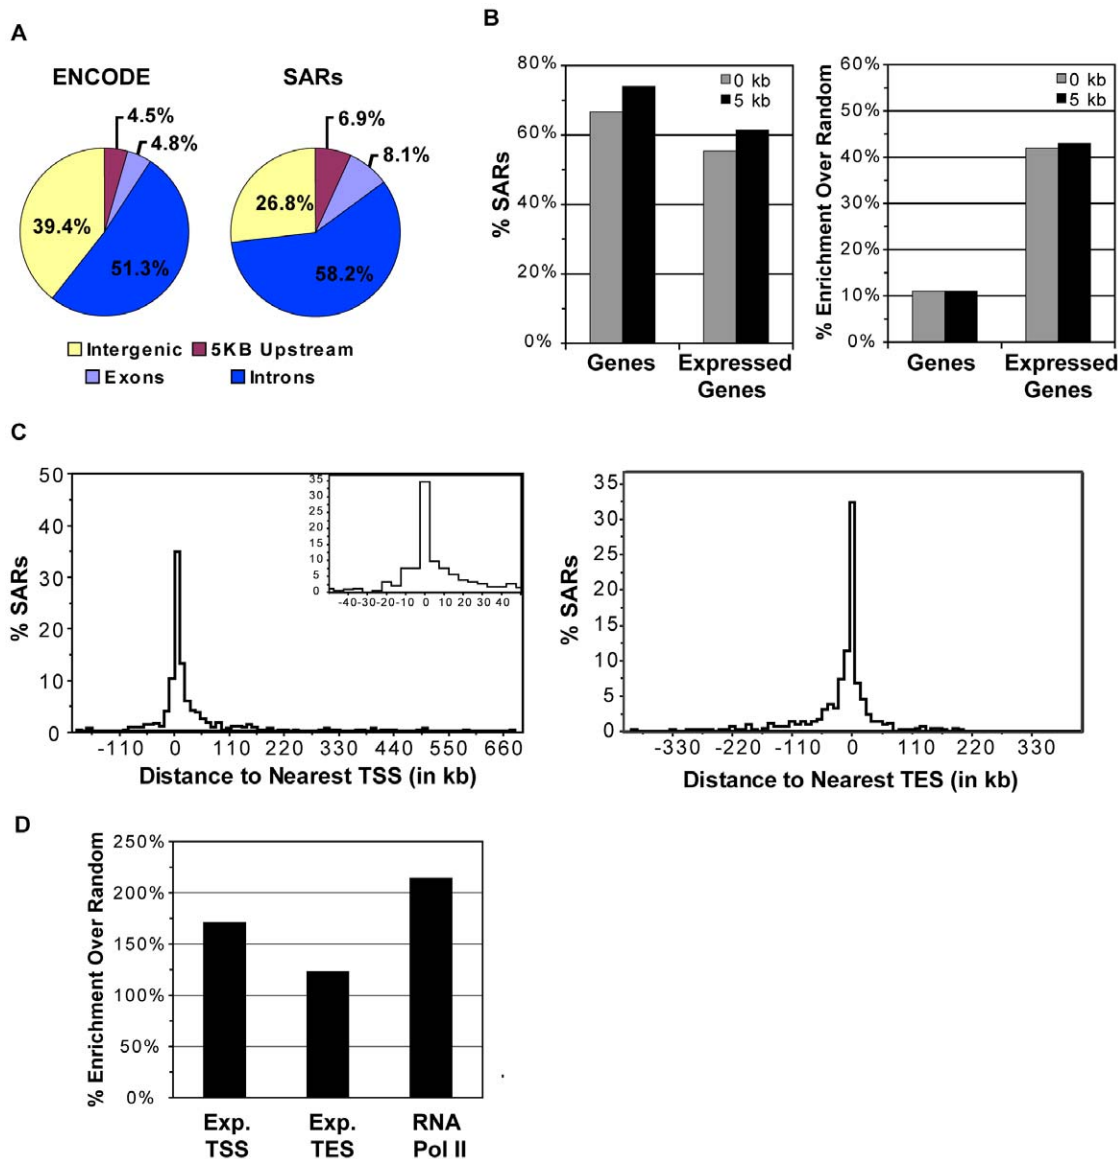 A
B
ENCODE
SARs
4.5%
4.8%
39.4%
51.3%
6.9%
8.1%
26.8%
58.2%
Intergenic
5KB Upstream
Exons
Introns
% SARs
80%
60%
40%
20%
0%
0 kb
5 kb
Genes
Expressed
Genes
% Enrichment Over Random
60%
50%
40%
30%
20%
10%
0%
0 kb
5 kb
Genes
Expressed
Genes
C
% SARs
50
40
30
20
10
0
35
30
25
20
15
10
5
0
-40 -30 -20 -10 0 10 20 30 40
-110 0 110 220 330 440 550 660
Distance to Nearest TSS (in kb)
% SARs
35
30
25
20
15
10
5
0
-330 -220 -110 0 110 220 330
Distance to Nearest TES (in kb)
D
% Enrichment Over Random
250%
200%
150%
100%
50%
0%
Exp.
TSS
Exp.
TES
RNA
Pol II